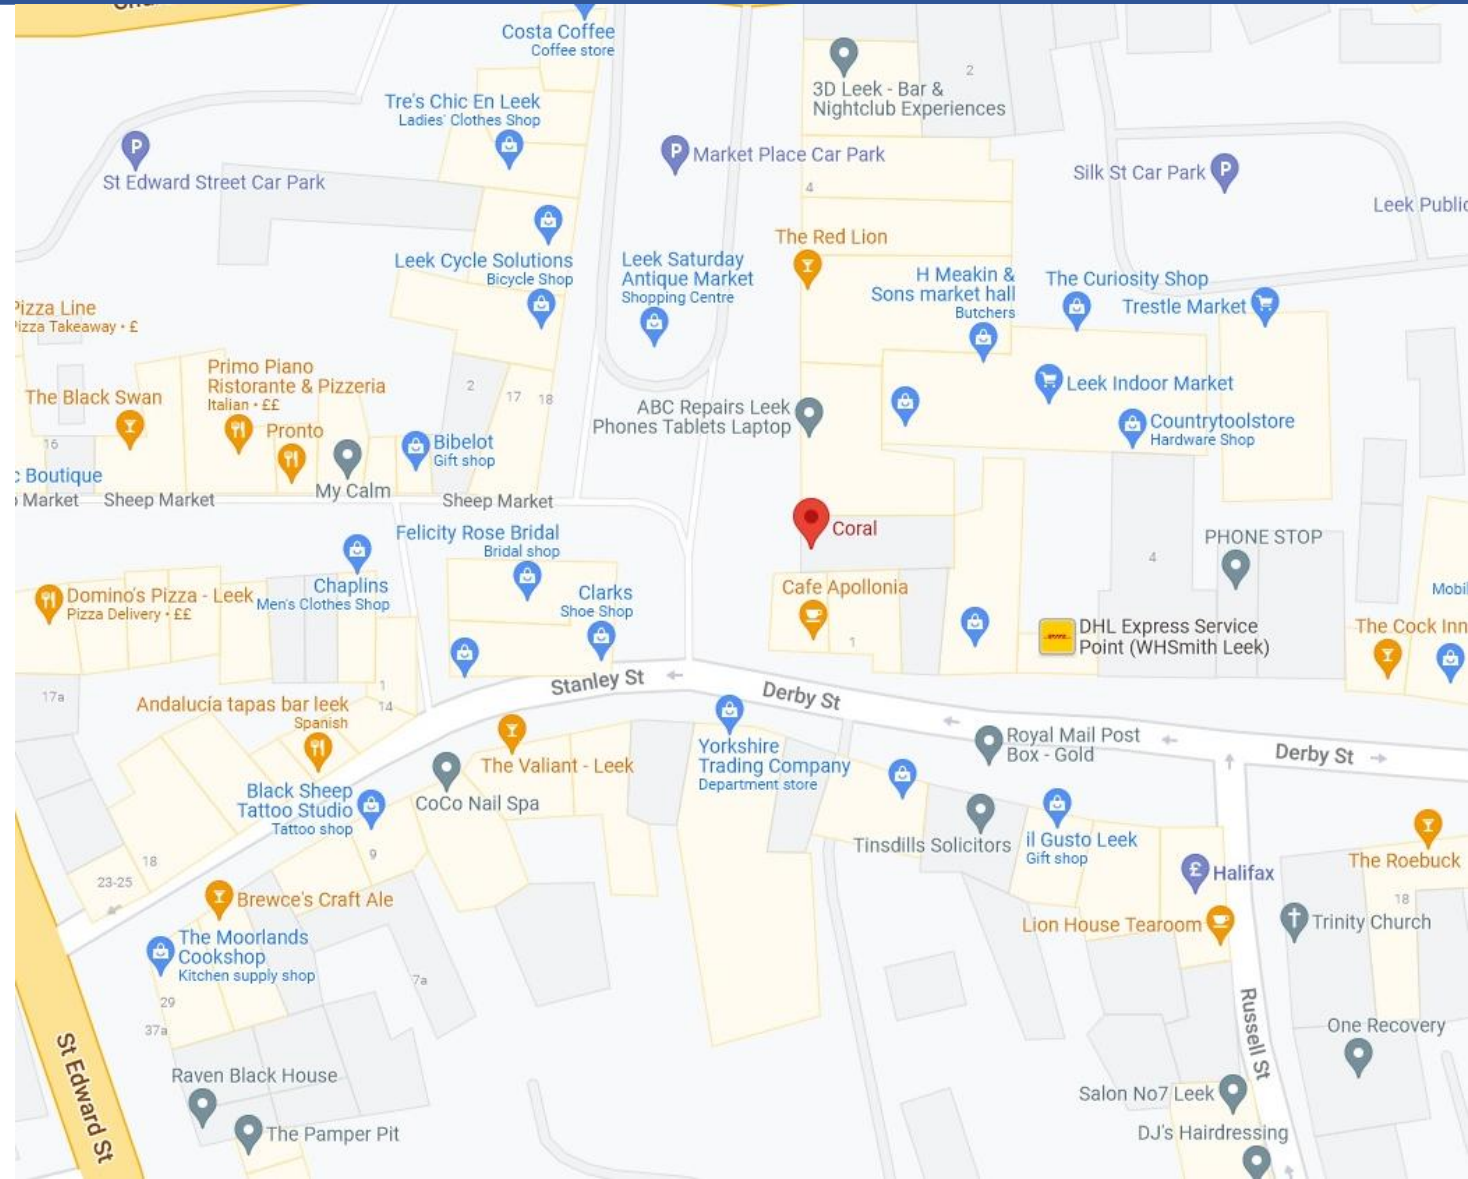 Costa Coffee
Coffee store
3D Leek - Bar &
Nightclub Experiences
2
Tre's Chic En Leek
Ladies' Clothes Shop
P
St Edward Street Car Park
P
Market Place Car Park
Silk St Car Park
P
4
Leek Public
The Red Lion
Leek Cycle Solutions
Bicycle Shop
Leek Saturday
Antique Market
Shopping Centre
H Meakin &
Sons market hall
Butchers
The Curiosity Shop
Trestle Market
Pizza Line
Pizza Takeaway • £
Primo Piano
Ristorante & Pizzeria
Italian • ££
The Black Swan
2
17
18
Leek Indoor Market
ABC Repairs Leek
Phones Tablets Laptop
Countrytoolstore
Hardware Shop
Pronto
16
Bibelot
Gift shop
c Boutique
My Calm
Market
Sheep Market
Sheep Market
Felicity Rose Bridal
Bridal shop
Coral
PHONE STOP
4
Chaplins
Men's Clothes Shop
Domino's Pizza - Leek
Pizza Delivery • ££
Clarks
Shoe Shop
Cafe Apollonia
1
DHL Express Service
Point (WHSmith Leek)
Mobil
The Cock Inn
17a
1
14
Stanley St
Derby St
Andalucía tapas bar leek
Spanish
Royal Mail Post
Box - Gold
Derby St
Yorkshire
Trading Company
Department store
The Valiant - Leek
CoCo Nail Spa
Black Sheep
Tattoo Studio
Tattoo shop
Tinsdills Solicitors
il Gusto Leek
Gift shop
The Roebuck
9
18
23-25
£
Halifax
Brewce's Craft Ale
18
Lion House Tearoom
Trinity Church
The Moorlands
Cookshop
Kitchen supply shop
7a
29
37a
Russell St
One Recovery
St Edward St
Raven Black House
Salon No7 Leek
The Pamper Pit
DJ's Hairdressing